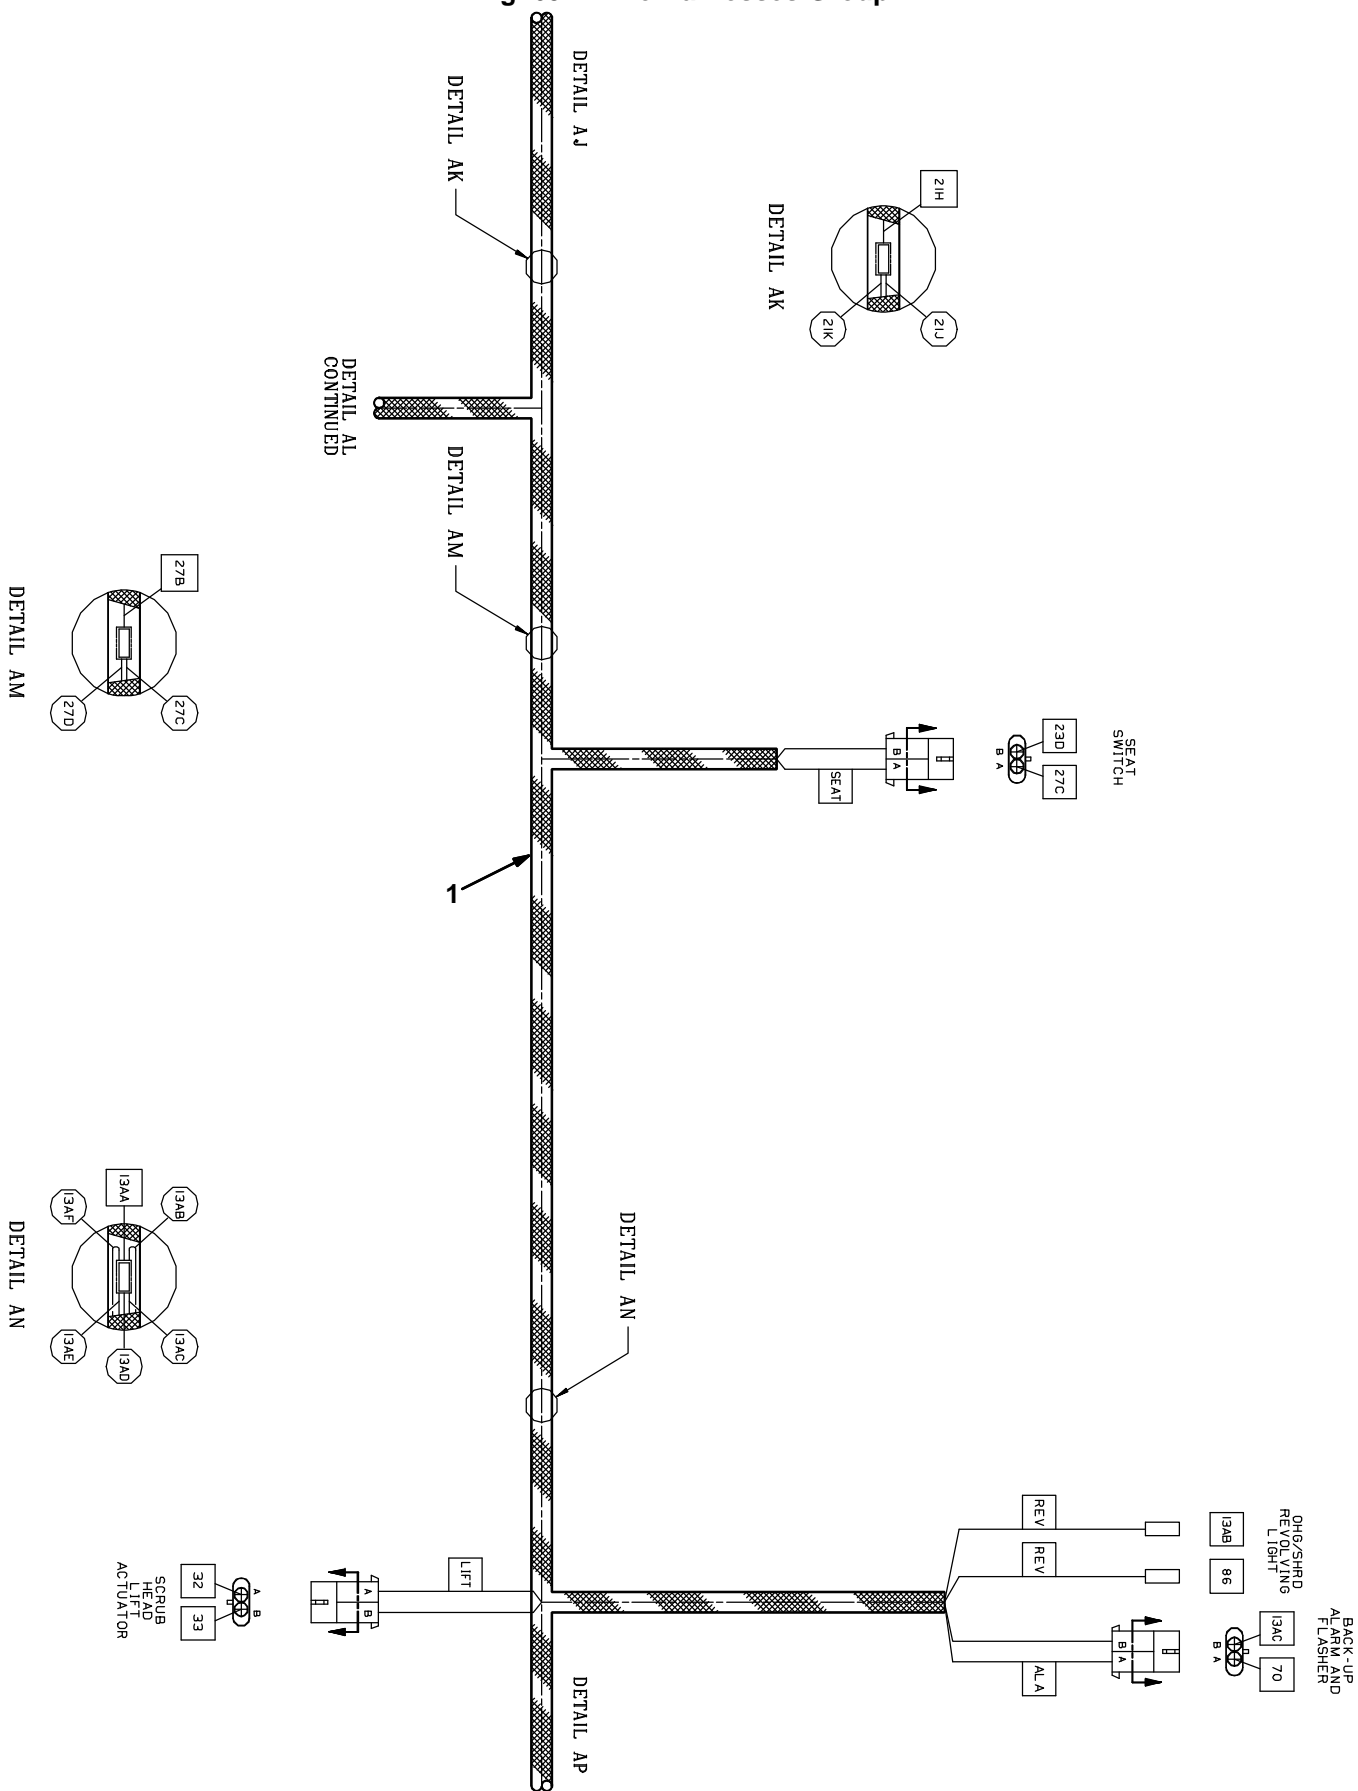 DETAIL AJ
DETAIL AK
21H
21J
21K
DETAIL AK
DETAIL AL
CONTINUED
DETAIL AM
27B
27C
27D
DETAIL AM
SEAT
SWITCH
23D
27C
B A
B A
SEAT
1
DETAIL AN
13AA
13AB
13AF
13AC
13AD
13AE
DETAIL AN
OHG/SHRD
REVOLVING
LIGHT
13AB
86
REV
REV
BACK-UP
ALARM AND
FLASHER
13AC
70
B A
B A
ALA
LIFT
A B
A B
32
33
SCRUB
HEAD
LIFT
ACTUATOR
DETAIL AP